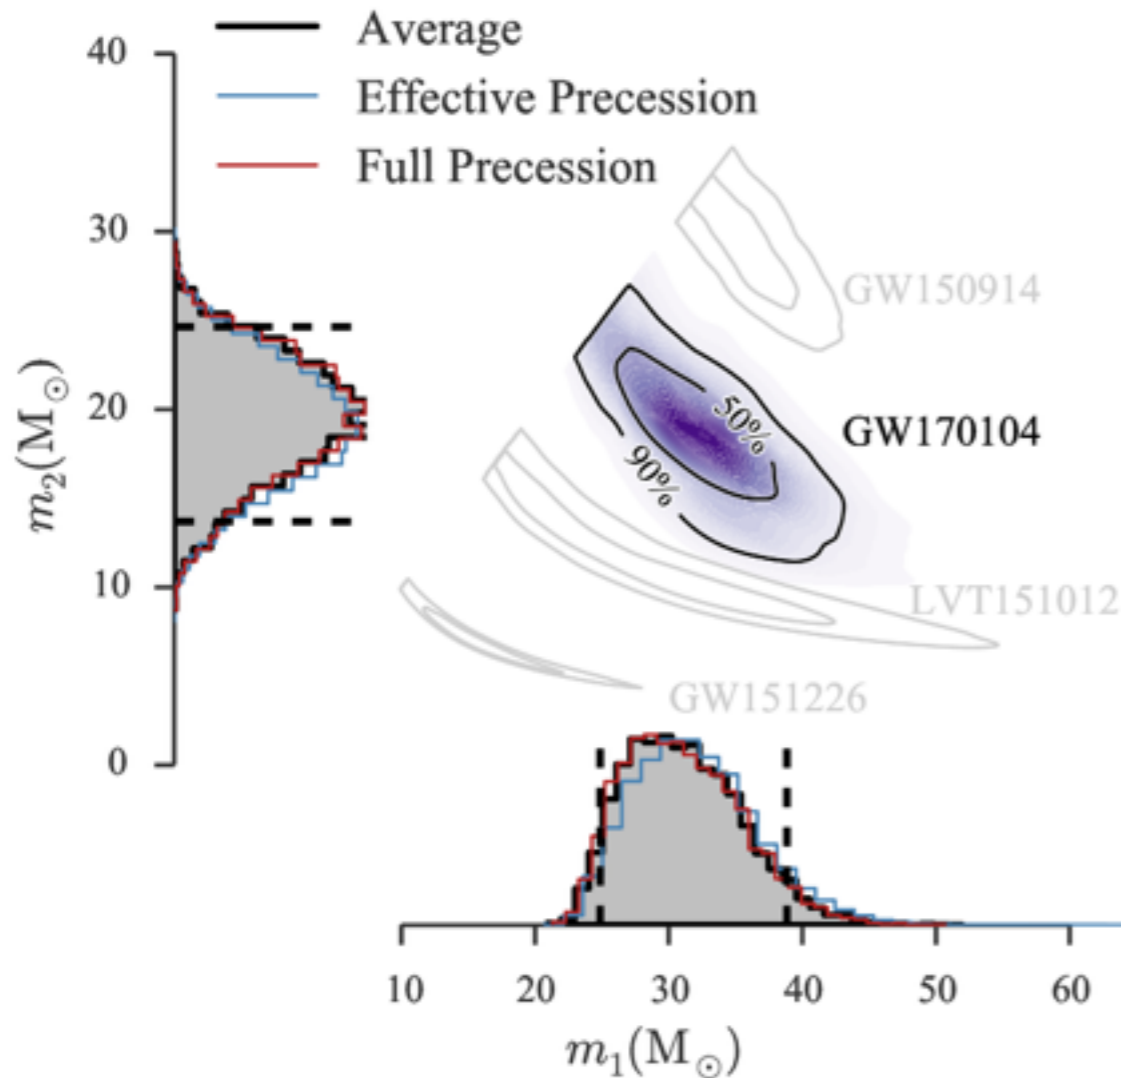 Average
Effective Precession
Full Precession
40
30
20
10
0
m₂(M☉)
GW150914
GW170104
50%
90%
LVT151012
GW151226
10 20 30 40 50 60
m₁(M☉)